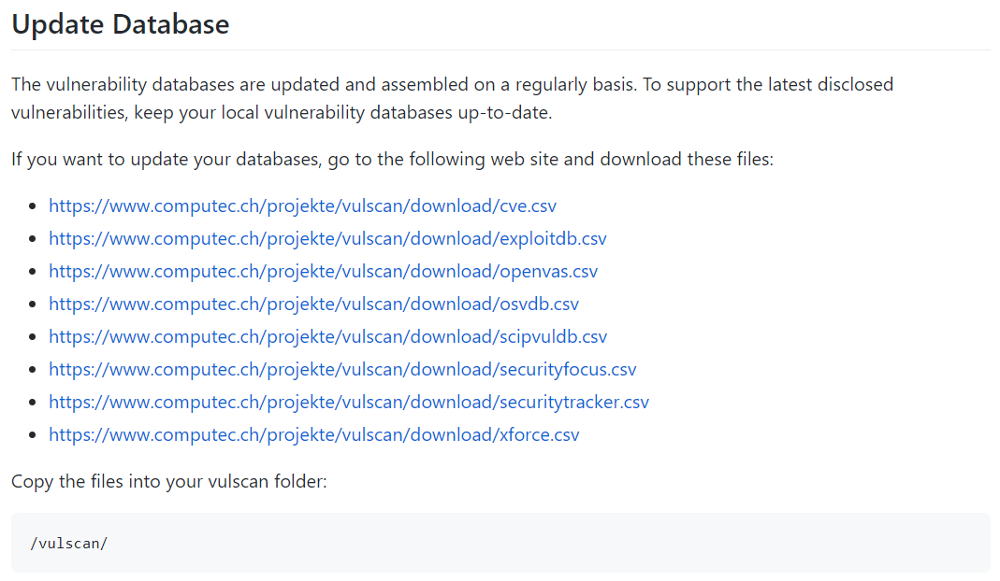 Update Database
The vulnerability databases are updated and assembled on a regularly basis. To support the latest disclosed
vulnerabilities, keep your local vulnerability databases up-to-date.
If you want to update your databases, go to the following web site and download these files:
• https://www.computec.ch/projekte/vulscan/download/cve.csv
• https://www.computec.ch/projekte/vulscan/download/exploitdb.csv
• https://www.computec.ch/projekte/vulscan/download/openvas.csv
• https://www.computec.ch/projekte/vulscan/download/osvdb.csv
• https://www.computec.ch/projekte/vulscan/download/scipvuldb.csv
• https://www.computec.ch/projekte/vulscan/download/securityfocus.csv
• https://www.computec.ch/projekte/vulscan/download/securitytracker.csv
• https://www.computec.ch/projekte/vulscan/download/xforce.csv
Copy the files into your vulscan folder:
/vulscan/